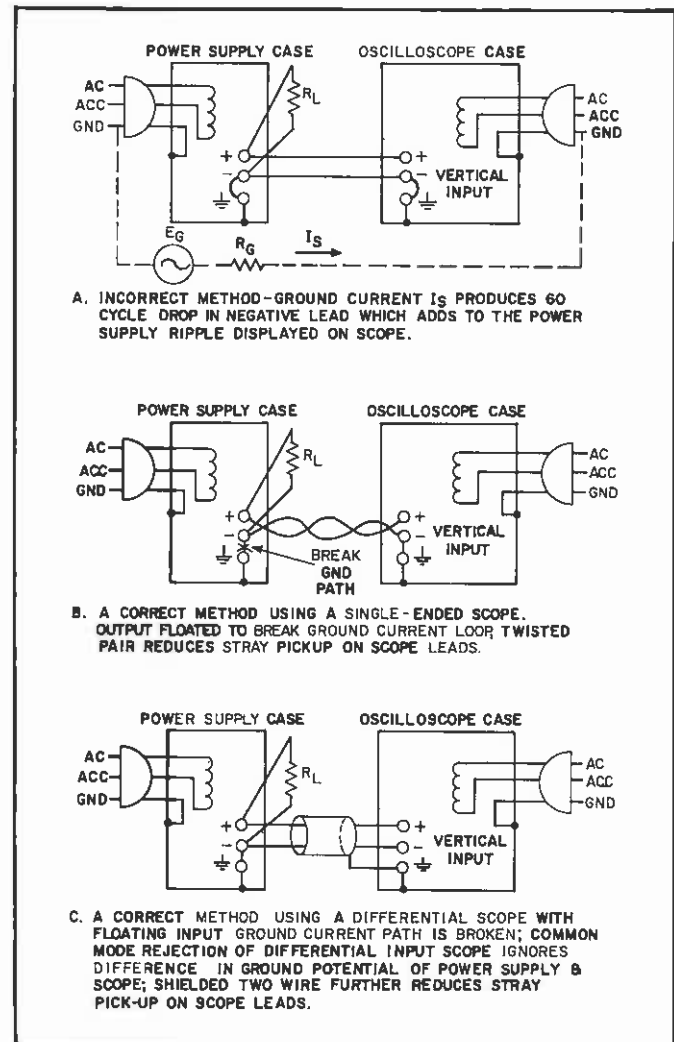 POWER SUPPLY CASE
OSCILLOSCOPE CASE
AC
ACC
GND
RL
+
-
+
-
VERTICAL
INPUT
AC
ACC
GND
EG
RG
IS
A. INCORRECT METHOD-GROUND CURRENT IS PRODUCES 60
CYCLE DROP IN NEGATIVE LEAD WHICH ADDS TO THE POWER
SUPPLY RIPPLE DISPLAYED ON SCOPE.
POWER SUPPLY CASE
OSCILLOSCOPE CASE
AC
ACC
GND
RL
+
-
BREAK
GND
PATH
+
-
VERTICAL
INPUT
AC
ACC
GND
B. A CORRECT METHOD USING A SINGLE-ENDED SCOPE.
OUTPUT FLOATED TO BREAK GROUND CURRENT LOOP, TWISTED
PAIR REDUCES STRAY PICKUP ON SCOPE LEADS.
POWER SUPPLY CASE
OSCILLOSCOPE CASE
AC
ACC
GND
RL
+
-
+
-
VERTICAL
INPUT
AC
ACC
GND
C. A CORRECT METHOD USING A DIFFERENTIAL SCOPE WITH
FLOATING INPUT GROUND CURRENT PATH IS BROKEN; COMMON
MODE REJECTION OF DIFFERENTIAL INPUT SCOPE IGNORES
DIFFERENCE IN GROUND POTENTIAL OF POWER SUPPLY &
SCOPE; SHIELDED TWO WIRE FURTHER REDUCES STRAY
PICK-UP ON SCOPE LEADS.